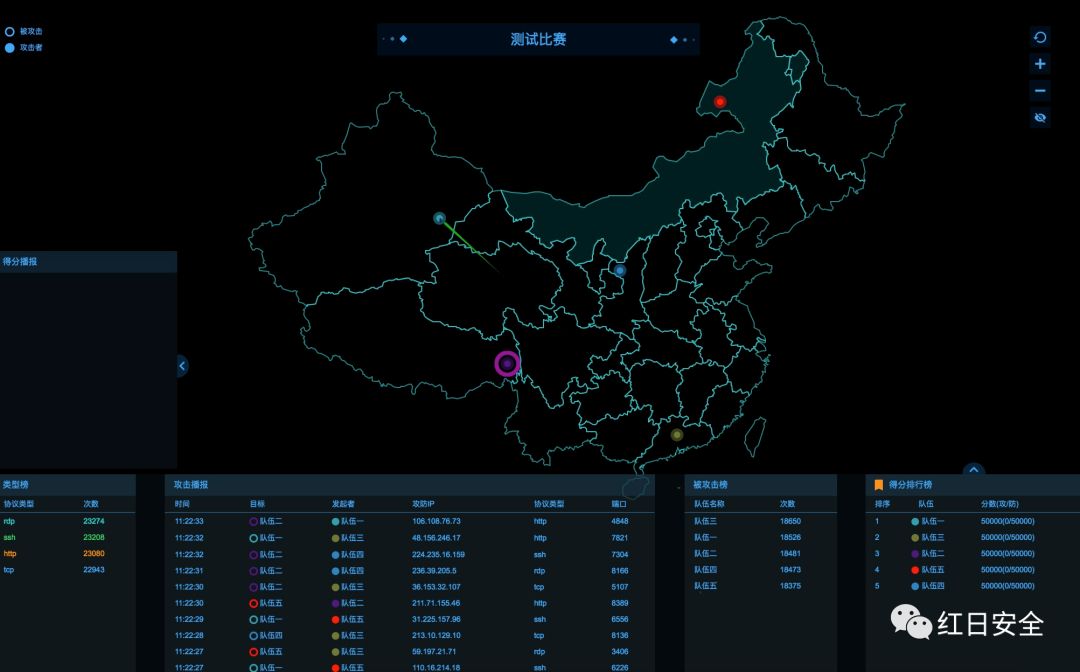 被攻击
攻击者
测试比赛
得分播报
类型榜
协议类型 次数
rdp 23274
ssh 23208
http 23080
tcp 22943
攻击播报
时间 目标 发起者 攻防IP 协议类型 端口
11:22:33 队伍二 队伍一 106.108.76.73 http 4848
11:22:32 队伍一 队伍三 48.156.246.17 http 7821
11:22:32 队伍二 队伍四 224.235.16.159 ssh 7304
11:22:31 队伍二 队伍四 236.39.205.5 rdp 8166
11:22:30 队伍二 队伍三 36.153.32.107 tcp 5107
11:22:30 队伍五 队伍二 211.71.155.46 http 8389
11:22:29 队伍一 队伍五 31.225.157.96 ssh 6556
11:22:28 队伍四 队伍三 213.10.129.10 tcp 8136
11:22:27 队伍五 队伍三 59.197.21.71 rdp 3406
11:22:27 队伍一 队伍五 110.16.214.18 ssh 6226
被攻击榜
队伍名称 次数
队伍三 18650
队伍一 18526
队伍二 18481
队伍四 18473
队伍五 18375
得分排行榜
排序 队伍 分数(攻/防)
1 队伍一 50000(0/50000)
2 队伍三 50000(0/50000)
3 队伍二 50000(0/50000)
4 队伍五 50000(0/50000)
5 队伍四 50000(0/50000)
红日安全